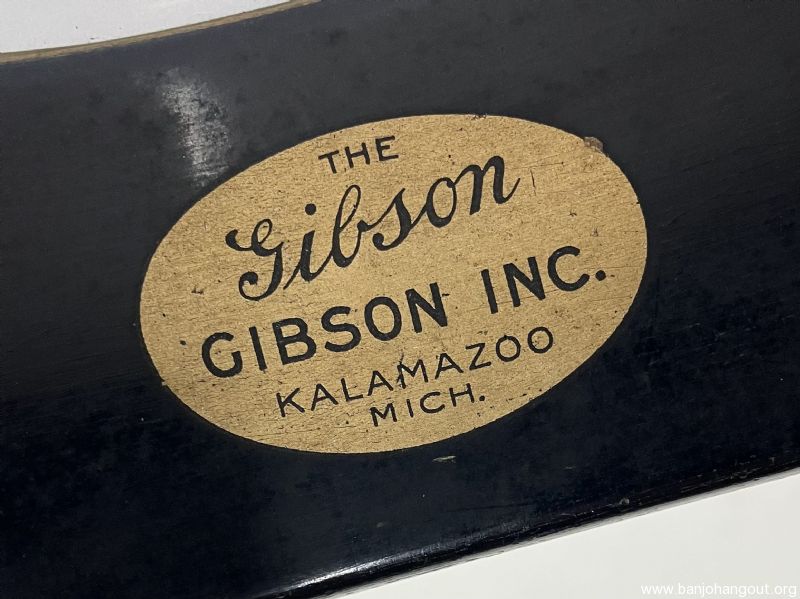 THE
Gibson
GIBSON INC.
KALAMAZOO
MICH.
www.banjohangout.org